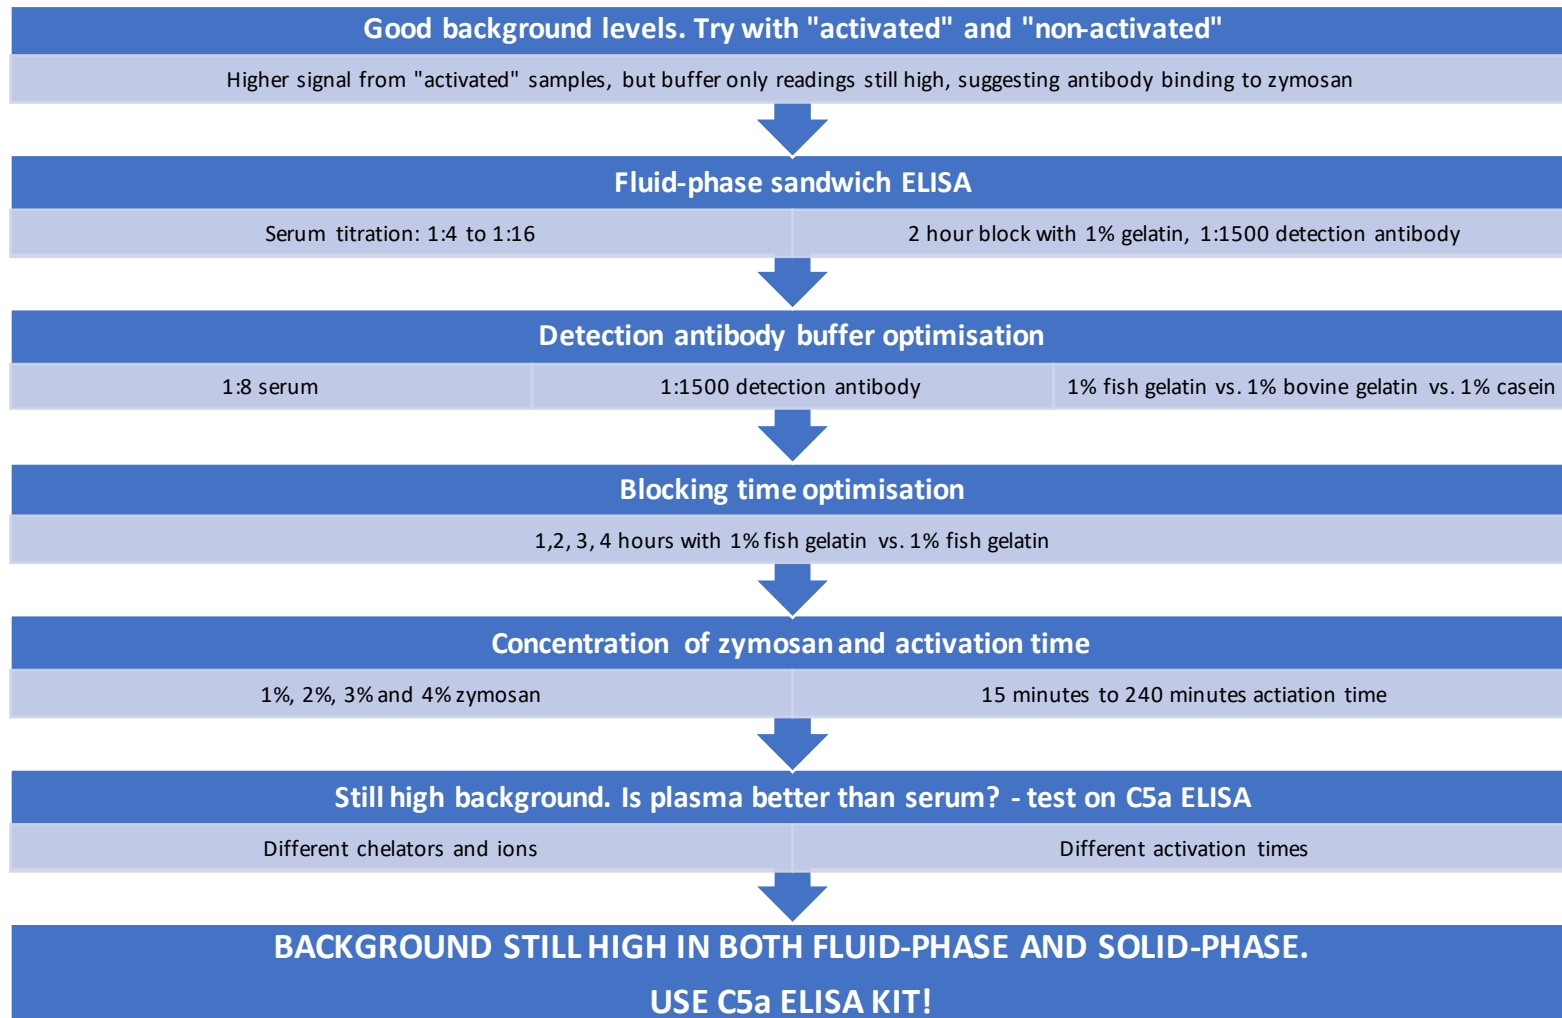 Good background levels. Try with "activated" and "non-activated"
Higher signal from "activated" samples, but buffer only readings still high, suggesting antibody binding to zymosan
Fluid-phase sandwich ELISA
Serum titration: 1:4 to 1:16
2 hour block with 1% gelatin, 1:1500 detection antibody
Detection antibody buffer optimisation
1:8 serum
1:1500 detection antibody
1% fish gelatin vs. 1% bovine gelatin vs. 1% casein
Blocking time optimisation
1,2, 3, 4 hours with 1% fish gelatin vs. 1% fish gelatin
Concentration of zymosan and activation time
1%, 2%, 3% and 4% zymosan
15 minutes to 240 minutes actiation time
Still high background. Is plasma better than serum? - test on C5a ELISA
Different chelators and ions
Different activation times
BACKGROUND STILL HIGH IN BOTH FLUID-PHASE AND SOLID-PHASE.
USE C5a ELISA KIT!